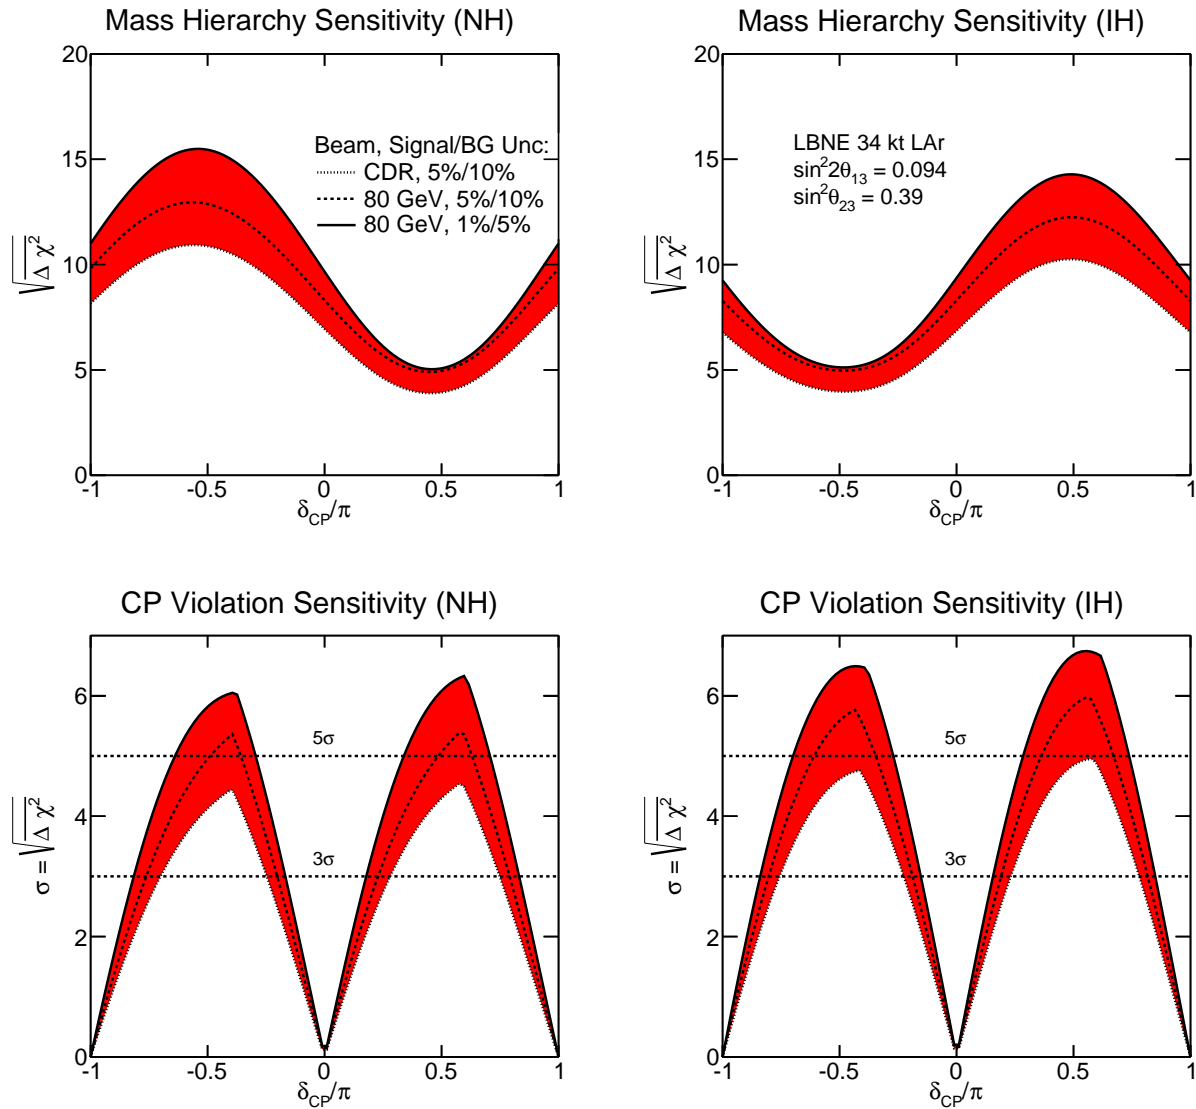 Mass Hierarchy Sensitivity (NH)
20
15
10
5
0
√Δ χ²
Beam, Signal/BG Unc:
CDR, 5%/10%
80 GeV, 5%/10%
80 GeV, 1%/5%
-1 -0.5 0 0.5 1
δCP/π
Mass Hierarchy Sensitivity (IH)
20
15
10
5
0
√Δ χ²
LBNE 34 kt LAr
sin²2θ13 = 0.094
sin²θ23 = 0.39
-1 -0.5 0 0.5 1
δCP/π
CP Violation Sensitivity (NH)
6
4
2
0
σ = √Δ χ²
5σ
3σ
-1 -0.5 0 0.5 1
δCP/π
CP Violation Sensitivity (IH)
6
4
2
0
σ = √Δ χ²
5σ
3σ
-1 -0.5 0 0.5 1
δCP/π